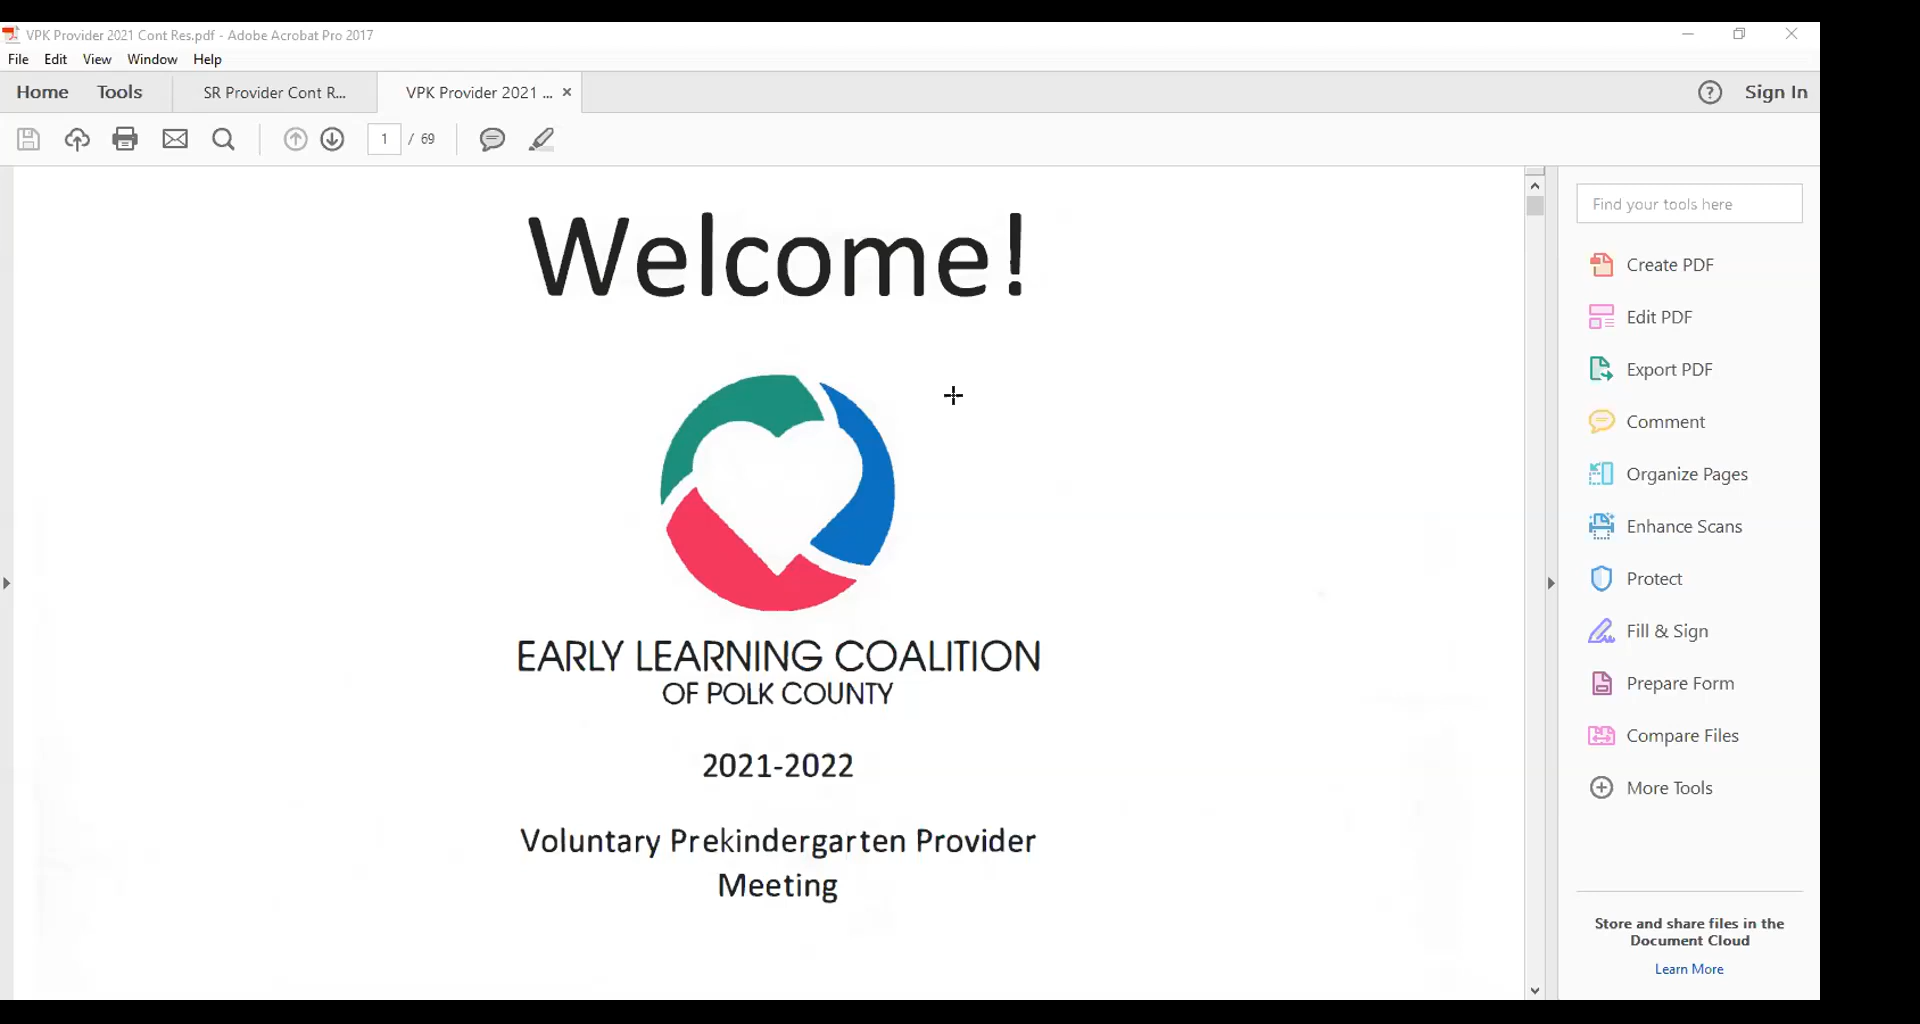 VPK Provider 2021 Cont Res.pdf - Adobe Acrobat Pro 2017
File Edit View Window Help
Home Tools SR Provider Cont R... VPK Provider 2021 ... × ? Sign In
1 / 69
Welcome!
EARLY LEARNING COALITION
OF POLK COUNTY
2021-2022
Voluntary Prekindergarten Provider
Meeting
Find your tools here
Create PDF
Edit PDF
Export PDF
Comment
Organize Pages
Enhance Scans
Protect
Fill & Sign
Prepare Form
Compare Files
More Tools
Store and share files in the
Document Cloud
Learn More